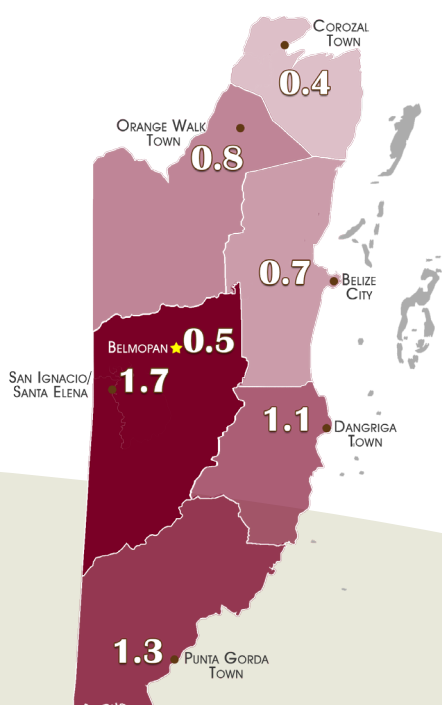 COROZAL
TOWN
0.4
ORANGE WALK
TOWN
0.8
0.7
BELIZE
CITY
BELMOPAN
0.5
SAN IGNACIO/
SANTA ELENA
1.7
1.1
DANGRIGA
TOWN
1.3
PUNTA GORDA
TOWN